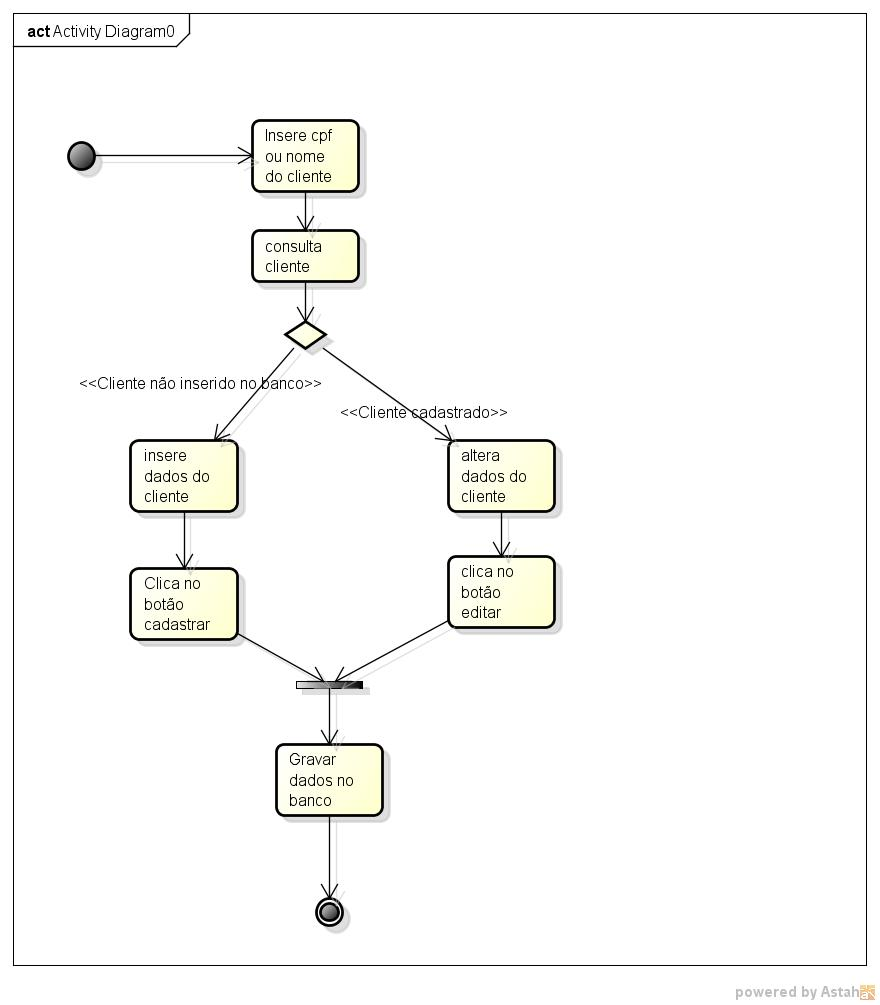 act Activity Diagram0
Insere cpf
ou nome
do cliente
consulta
cliente
<<Cliente não inserido no banco>>
<<Cliente cadastrado>>
insere
dados do
cliente
altera
dados do
cliente
Clica no
botão
cadastrar
clica no
botão
editar
Gravar
dados no
banco
powered by Astah